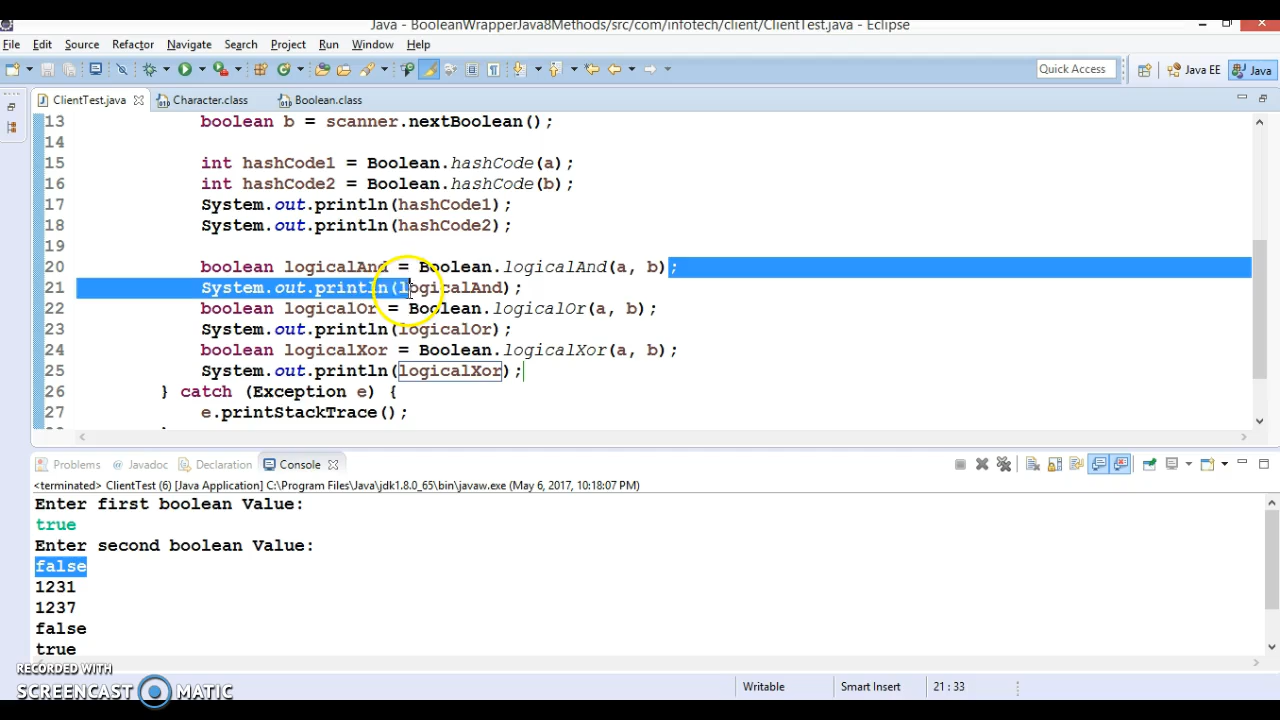 Java - BooleanWrapperJava8Methods/src/com/infotech/client/ClientTest.java - Eclipse
File Edit Source Refactor Navigate Search Project Run Window Help
Quick Access Java EE Java
ClientTest.java Character.class Boolean.class
13 boolean b = scanner.nextBoolean();
14
15 int hashCode1 = Boolean.hashCode(a);
16 int hashCode2 = Boolean.hashCode(b);
17 System.out.println(hashCode1);
18 System.out.println(hashCode2);
19
20 boolean logicalAnd = Boolean.logicalAnd(a, b);
21 System.out.println(logicalAnd);
22 boolean logicalOr = Boolean.logicalOr(a, b);
23 System.out.println(logicalOr);
24 boolean logicalXor = Boolean.logicalXor(a, b);
25 System.out.println(logicalXor);
26 } catch (Exception e) {
27 e.printStackTrace();
Problems @ Javadoc Declaration Console
<terminated> ClientTest (6) [Java Application] C:\Program Files\Java\jdk1.8.0_65\bin\javaw.exe (May 6, 2017, 10:18:07 PM)
Enter first boolean Value:
true
Enter second boolean Value:
false
1231
1237
false
true
RECORDED WITH
SCREENCAST MATIC
Writable Smart Insert 21 : 33